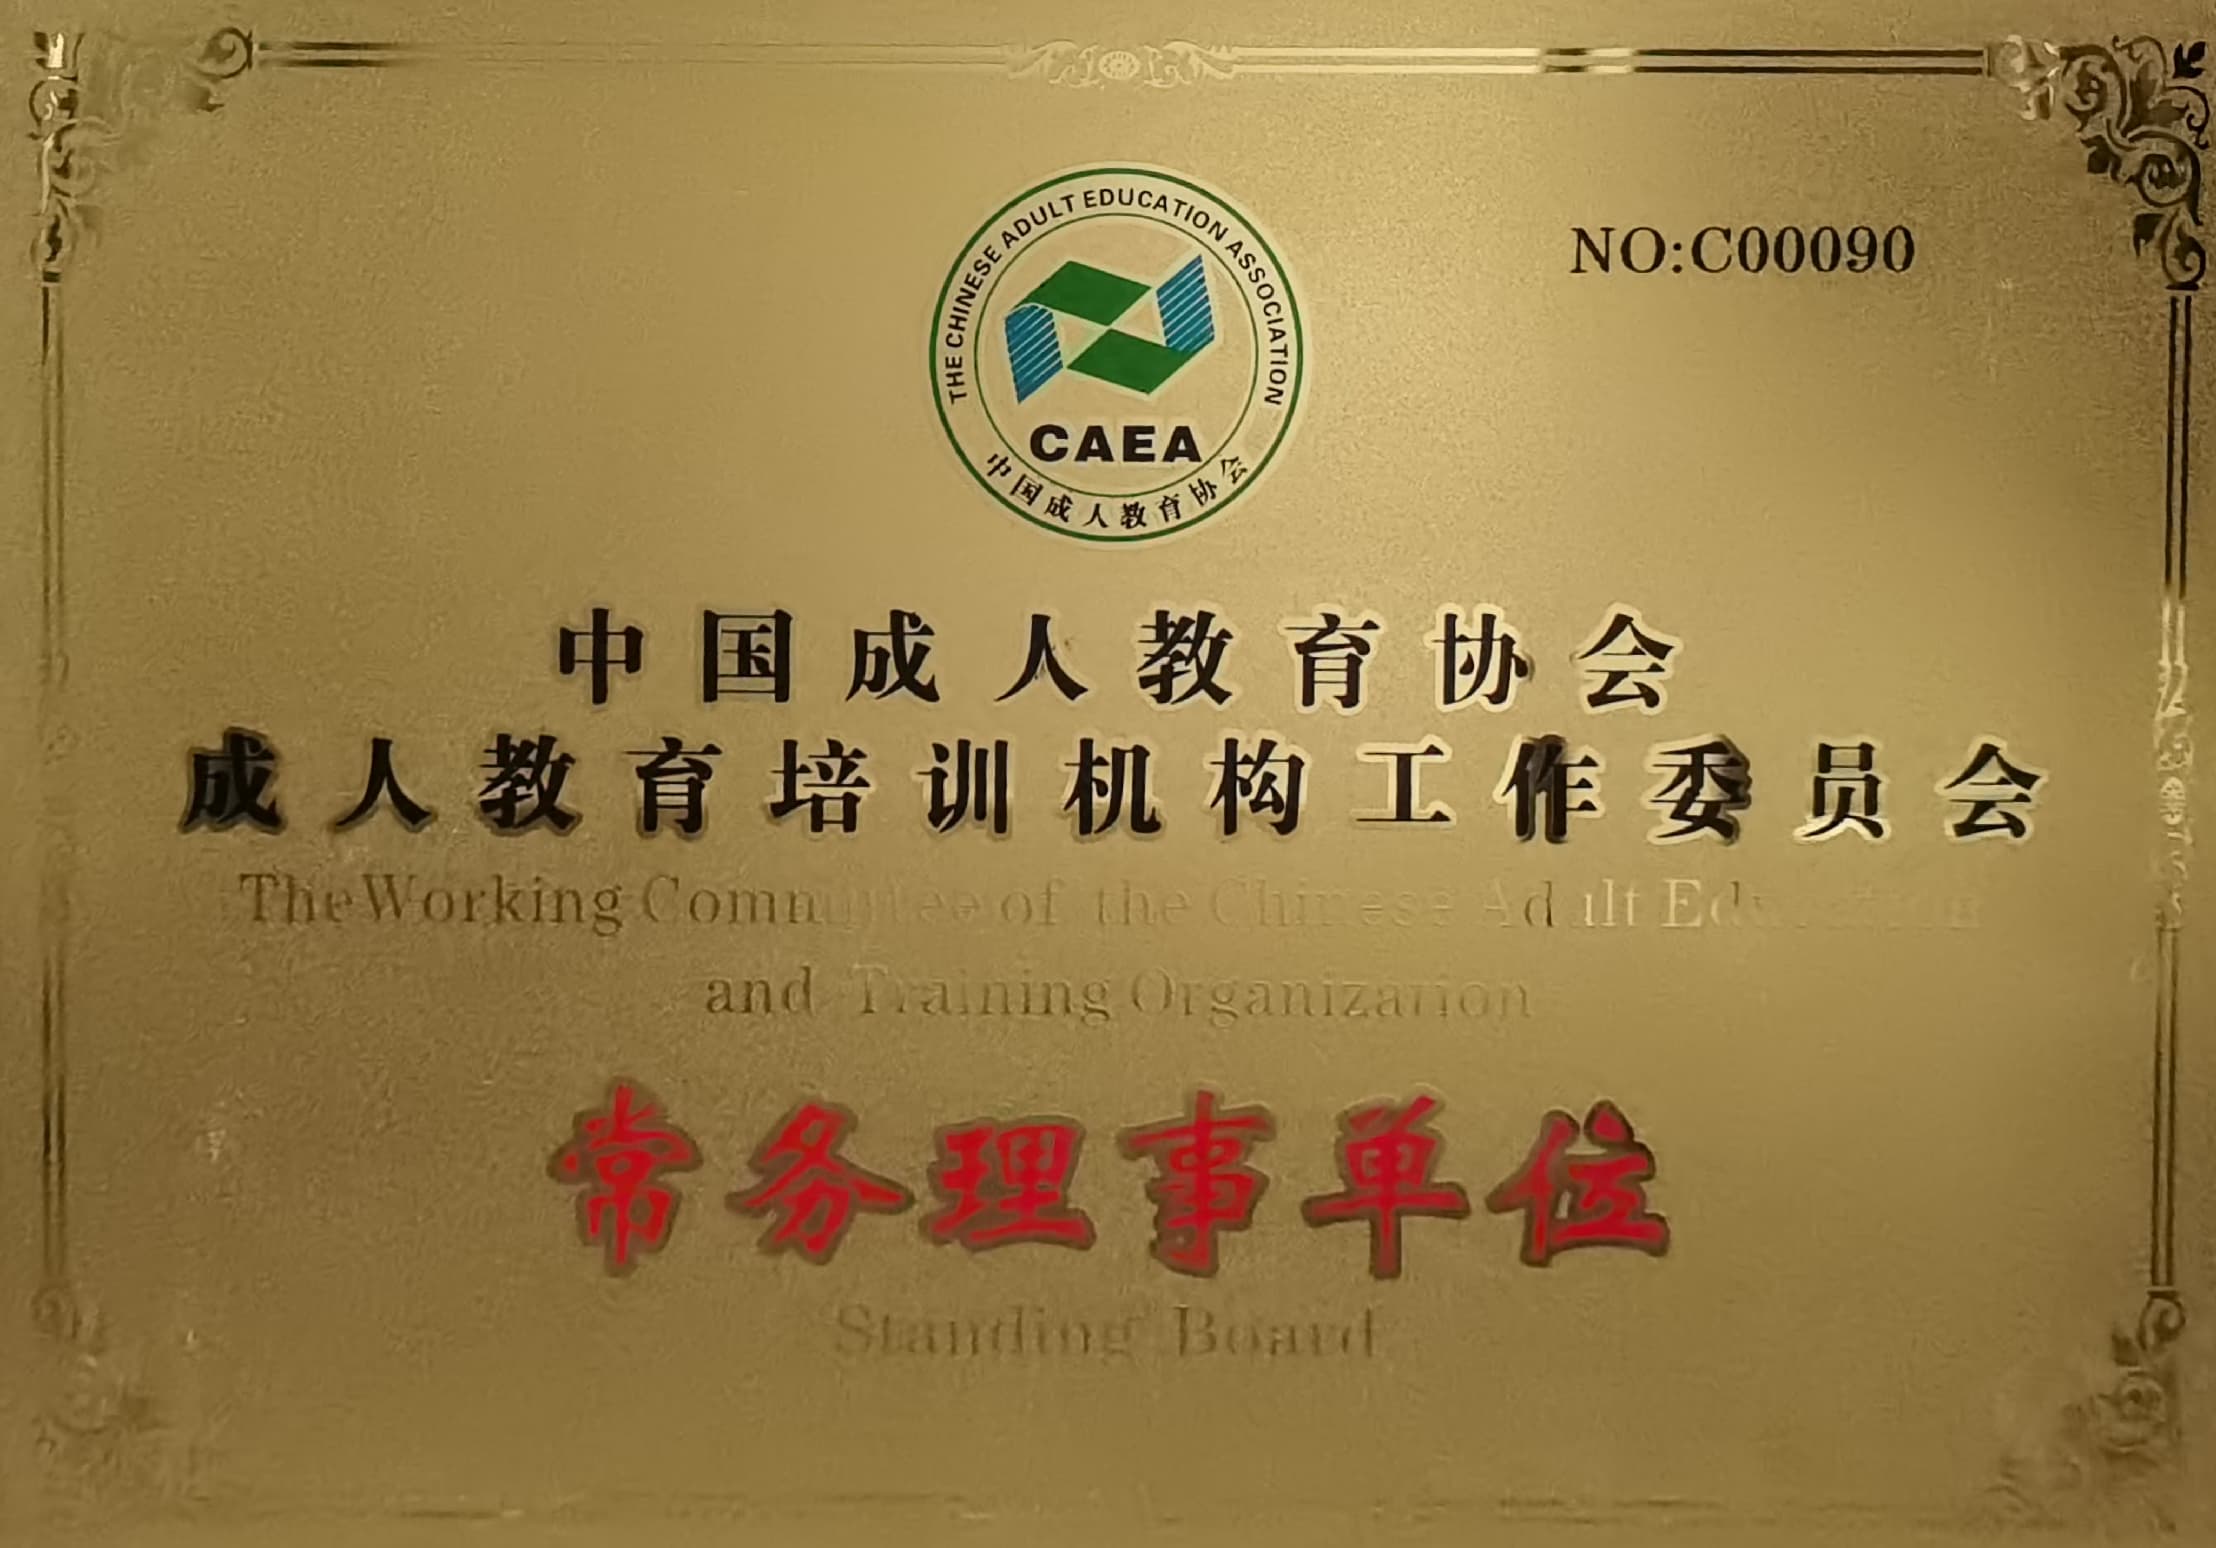 THE CHINESE ADULT EDUCATION ASSOCIATION
CAEA
中国成人教育协会
NO:C00090
中国成人教育协会
成人教育培训机构工作委员会
The Working Committee of the Chinese Adult Education
and Training Organization
常务理事单位
Standing Board